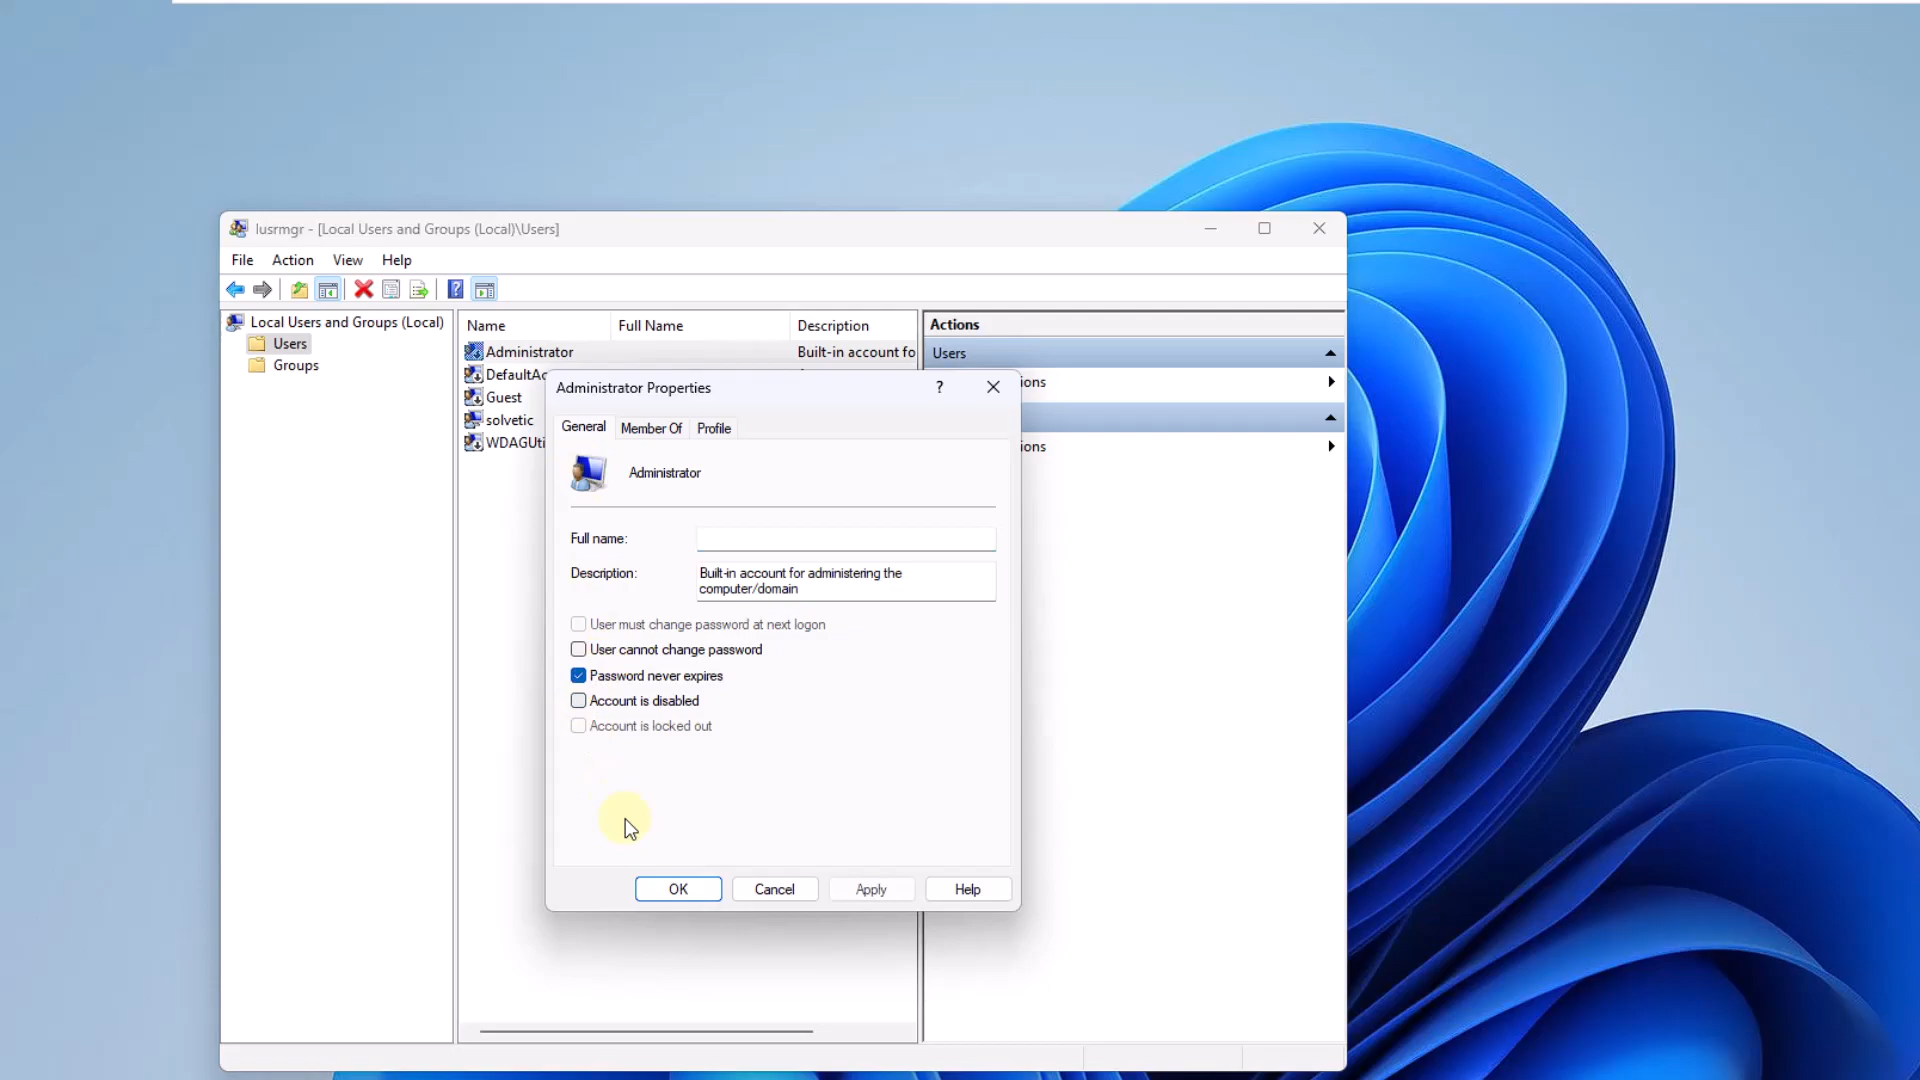 lusrmgr - [Local Users and Groups (Local)\Users]
File Action View Help
Local Users and Groups (Local)
Users
Groups
Name Full Name Description
Administrator Built-in account fo
DefaultAc
Guest
solvetic
WDAGUti
Actions
Users
ions
ions
Administrator Properties
?
General Member Of Profile
Administrator
Full name:
Description: Built-in account for administering the
computer/domain
User must change password at next logon
User cannot change password
Password never expires
Account is disabled
Account is locked out
OK Cancel Apply Help